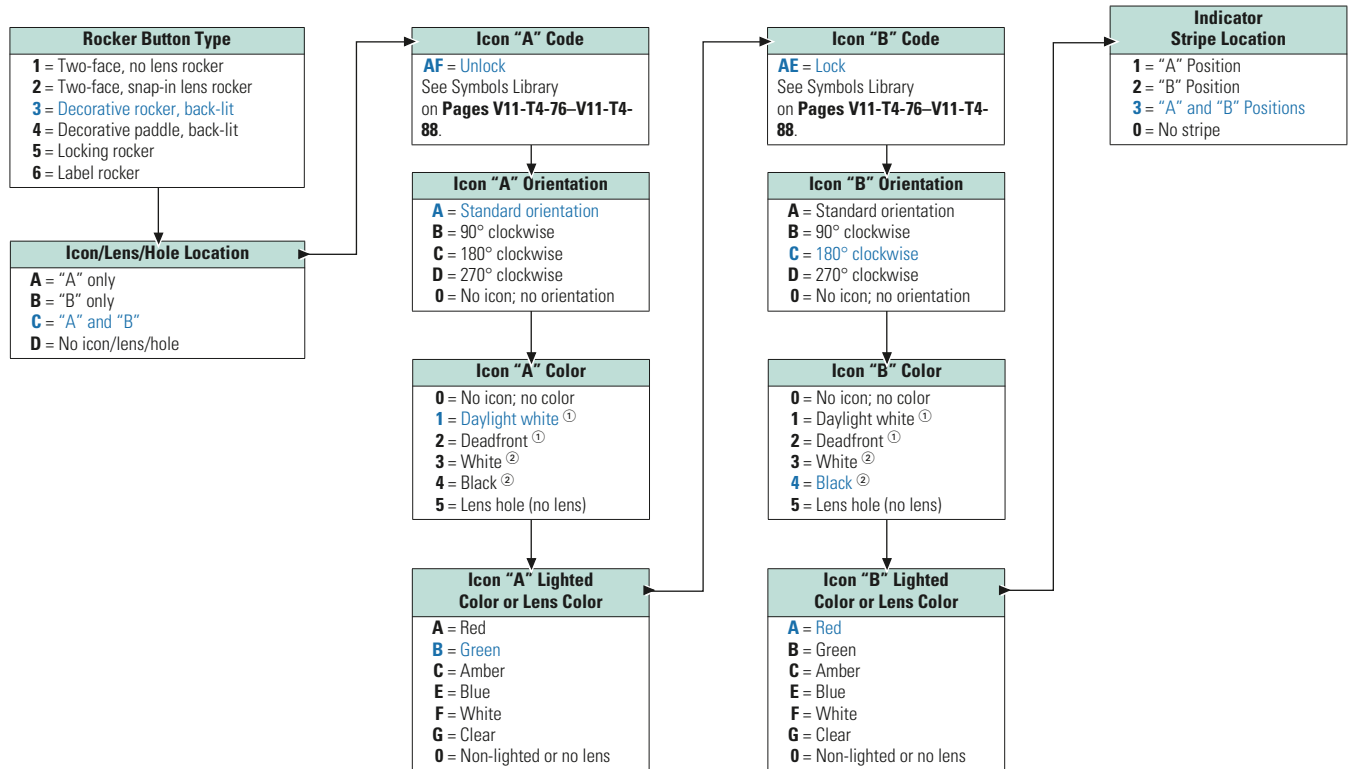 Rocker Button Type
1 = Two-face, no lens rocker
2 = Two-face, snap-in lens rocker
3 = Decorative rocker, back-lit
4 = Decorative paddle, back-lit
5 = Locking rocker
6 = Label rocker
Icon/Lens/Hole Location
A = “A” only
B = “B” only
C = “A” and “B”
D = No icon/lens/hole
Icon “A” Code
AF = Unlock
See Symbols Library
on Pages V11-T4-76–V11-T4-
88.
Icon “A” Orientation
A = Standard orientation
B = 90° clockwise
C = 180° clockwise
D = 270° clockwise
0 = No icon; no orientation
Icon “A” Color
0 = No icon; no color
1 = Daylight white ①
2 = Deadfront ①
3 = White ②
4 = Black ②
5 = Lens hole (no lens)
Icon “A” Lighted
Color or Lens Color
A = Red
B = Green
C = Amber
E = Blue
F = White
G = Clear
0 = Non-lighted or no lens
Icon “B” Code
AE = Lock
See Symbols Library
on Pages V11-T4-76–V11-T4-
88.
Icon “B” Orientation
A = Standard orientation
B = 90° clockwise
C = 180° clockwise
D = 270° clockwise
0 = No icon; no orientation
Icon “B” Color
0 = No icon; no color
1 = Daylight white ①
2 = Deadfront ①
3 = White ②
4 = Black ②
5 = Lens hole (no lens)
Icon “B” Lighted
Color or Lens Color
A = Red
B = Green
C = Amber
E = Blue
F = White
G = Clear
0 = Non-lighted or no lens
Indicator
Stripe Location
1 = “A” Position
2 = “B” Position
3 = “A” and “B” Positions
0 = No stripe